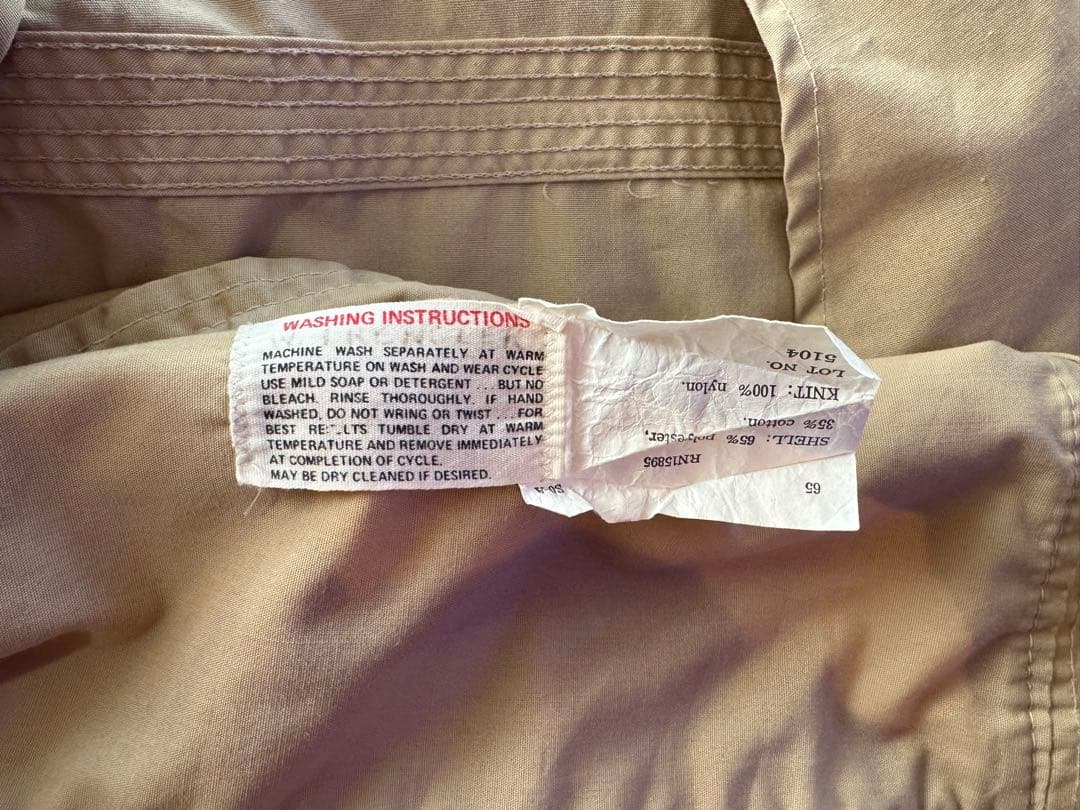 WASHING INSTRUCTIONS
MACHINE WASH SEPARATELY AT WARM
TEMPERATURE ON WASH AND WEAR CYCLE
USE MILD SOAP OR DETERGENT . . . BUT NO
BLEACH. RINSE THOROUGHLY. IF HAND
WASHED, DO NOT WRING OR TWIST . . . FOR
BEST TUMBLE DRY AT WARM
TEMPERATURE AND REMOVE IMMEDIATELY
AT COMPLETION OF CYCLE.
MAY BE DRY CLEANED IF DESIRED.
65
RN15895
SHELL: 65% polyester,
35% cotton.
KNIT: 100% nylon.
LOT NO.
5104